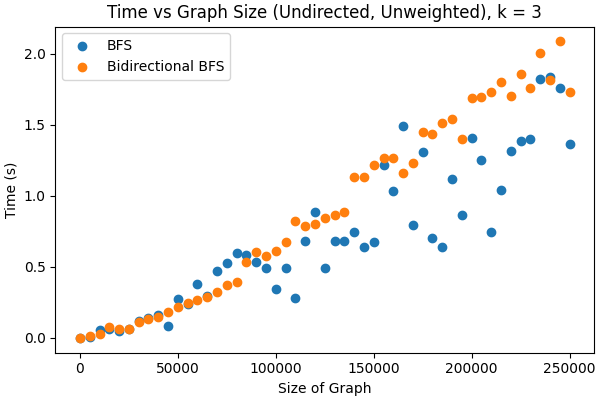 Time vs Graph Size (Undirected, Unweighted), k = 3
BFS
Bidirectional BFS
2.0
1.5
1.0
0.5
0.0
Time (s)
0 50000 100000 150000 200000 250000
Size of Graph